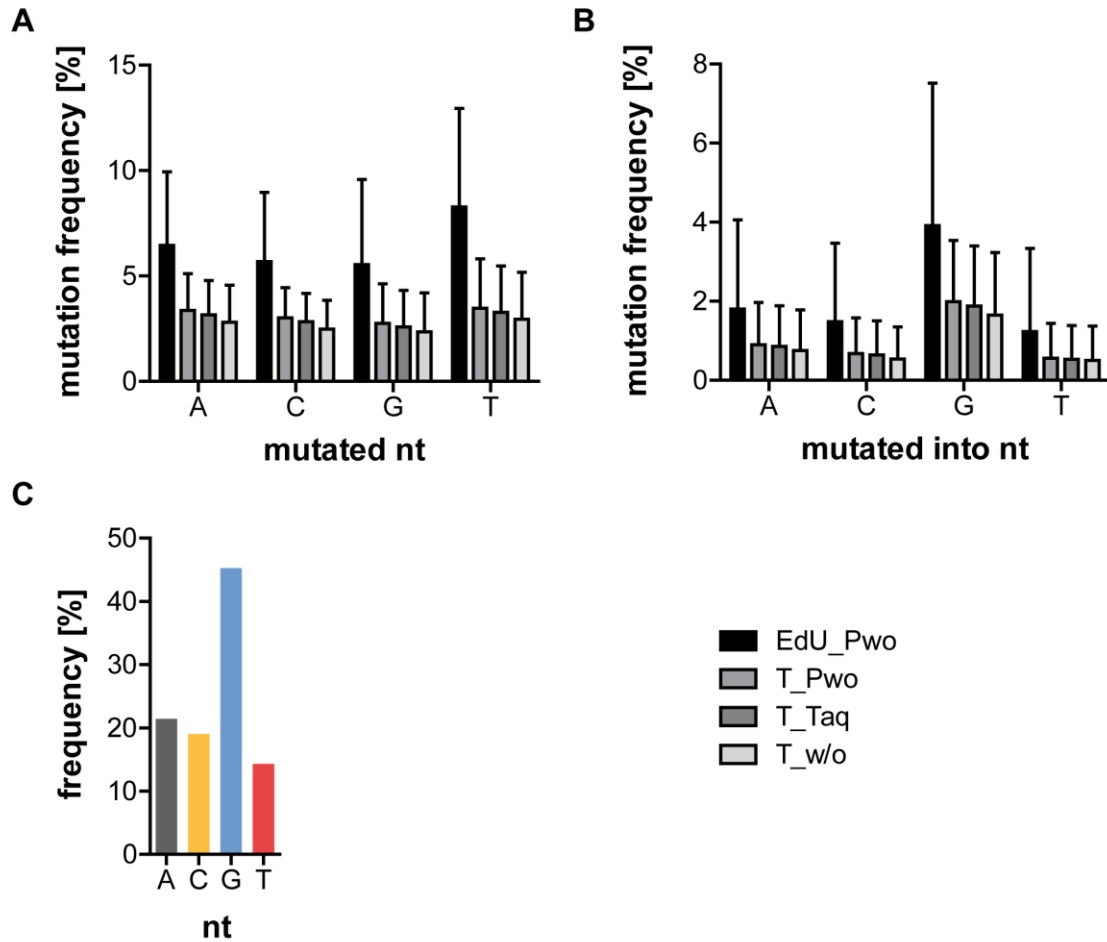 A
mutation frequency [%]
15
10
5
0
A C G T
mutated nt
B
mutation frequency [%]
8
6
4
2
0
A C G T
mutated into nt
C
frequency [%]
50
40
30
20
10
0
A C G T
nt
EdU_Pwo
T_Pwo
T_Taq
T_w/o